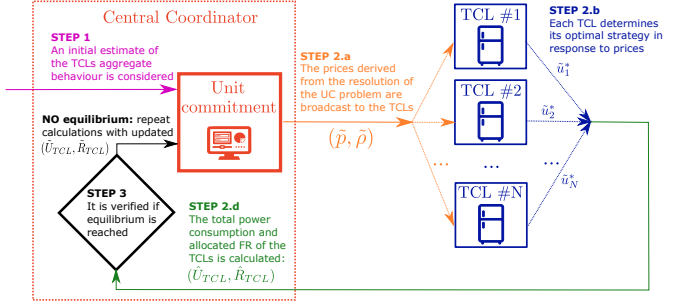 Central Coordinator
STEP 1
An initial estimate of
the TCLs aggregate
behaviour is considered
Unit
commitment
NO equilibrium: repeat
calculations with updated
(Ũ_TCL, R̃_TCL)
STEP 3
It is verified if
equilibrium is
reached
STEP 2.d
The total power
consumption and
allocated FR of the
TCLs is calculated:
(Û_TCL, R̂_TCL)
STEP 2.a
The prices derived
from the resolution of
the UC problem are
broadcast to the TCLs
(p̃, ρ̃)
TCL #1
TCL #2
...
...
...
TCL #N
STEP 2.b
Each TCL determines
its optimal strategy in
response to prices
ũ₁*
ũ₂*
ũ_N*